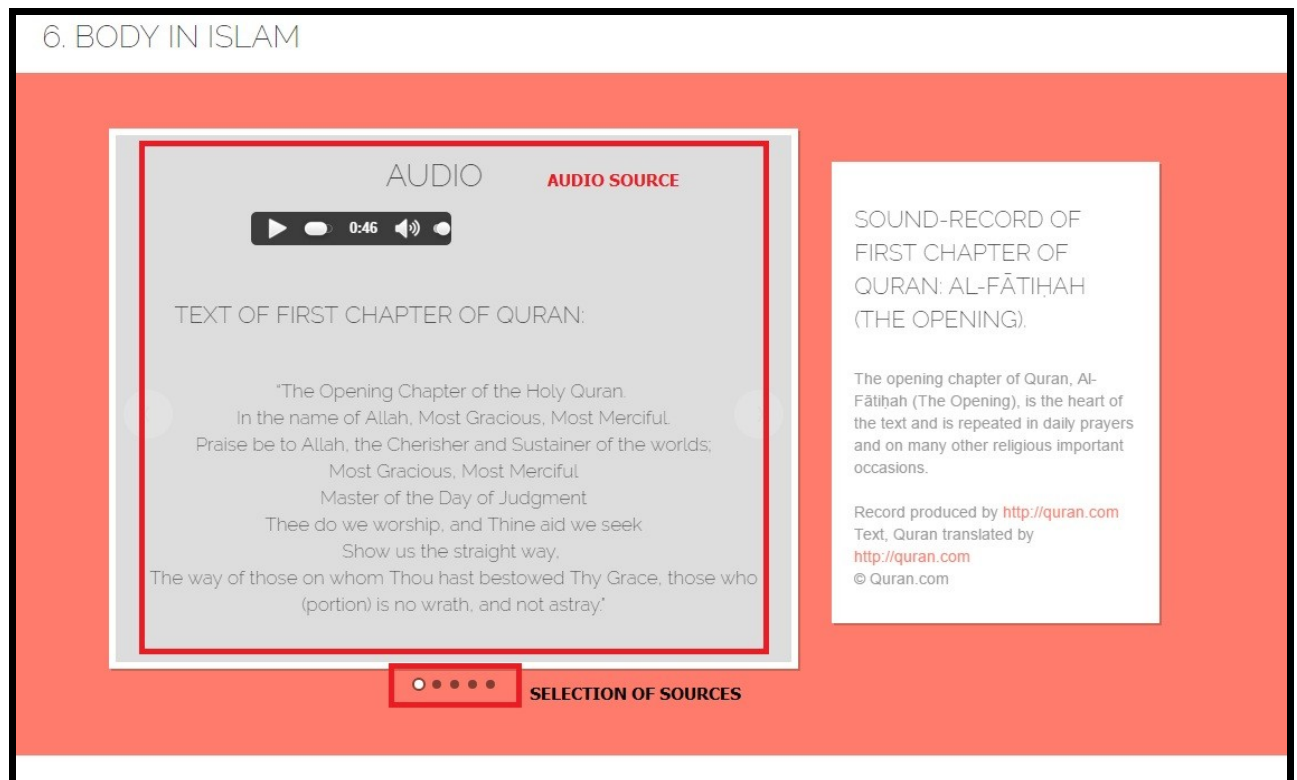 6. BODY IN ISLAM
AUDIO
AUDIO SOURCE
0:46
TEXT OF FIRST CHAPTER OF QURAN:
"The Opening Chapter of the Holy Quran.
In the name of Allah, Most Gracious, Most Merciful.
Praise be to Allah, the Cherisher and Sustainer of the worlds;
Most Gracious, Most Merciful
Master of the Day of Judgment
Thee do we worship, and Thine aid we seek
Show us the straight way,
The way of those on whom Thou hast bestowed Thy Grace, those who
(portion) is no wrath, and not astray."
SELECTION OF SOURCES
SOUND-RECORD OF
FIRST CHAPTER OF
QURAN: AL-FĀTIḤAH
(THE OPENING).
The opening chapter of Quran, Al-
Fātiḥah (The Opening), is the heart of
the text and is repeated in daily prayers
and on many other religious important
occasions.
Record produced by http://quran.com
Text, Quran translated by
http://quran.com
© Quran.com